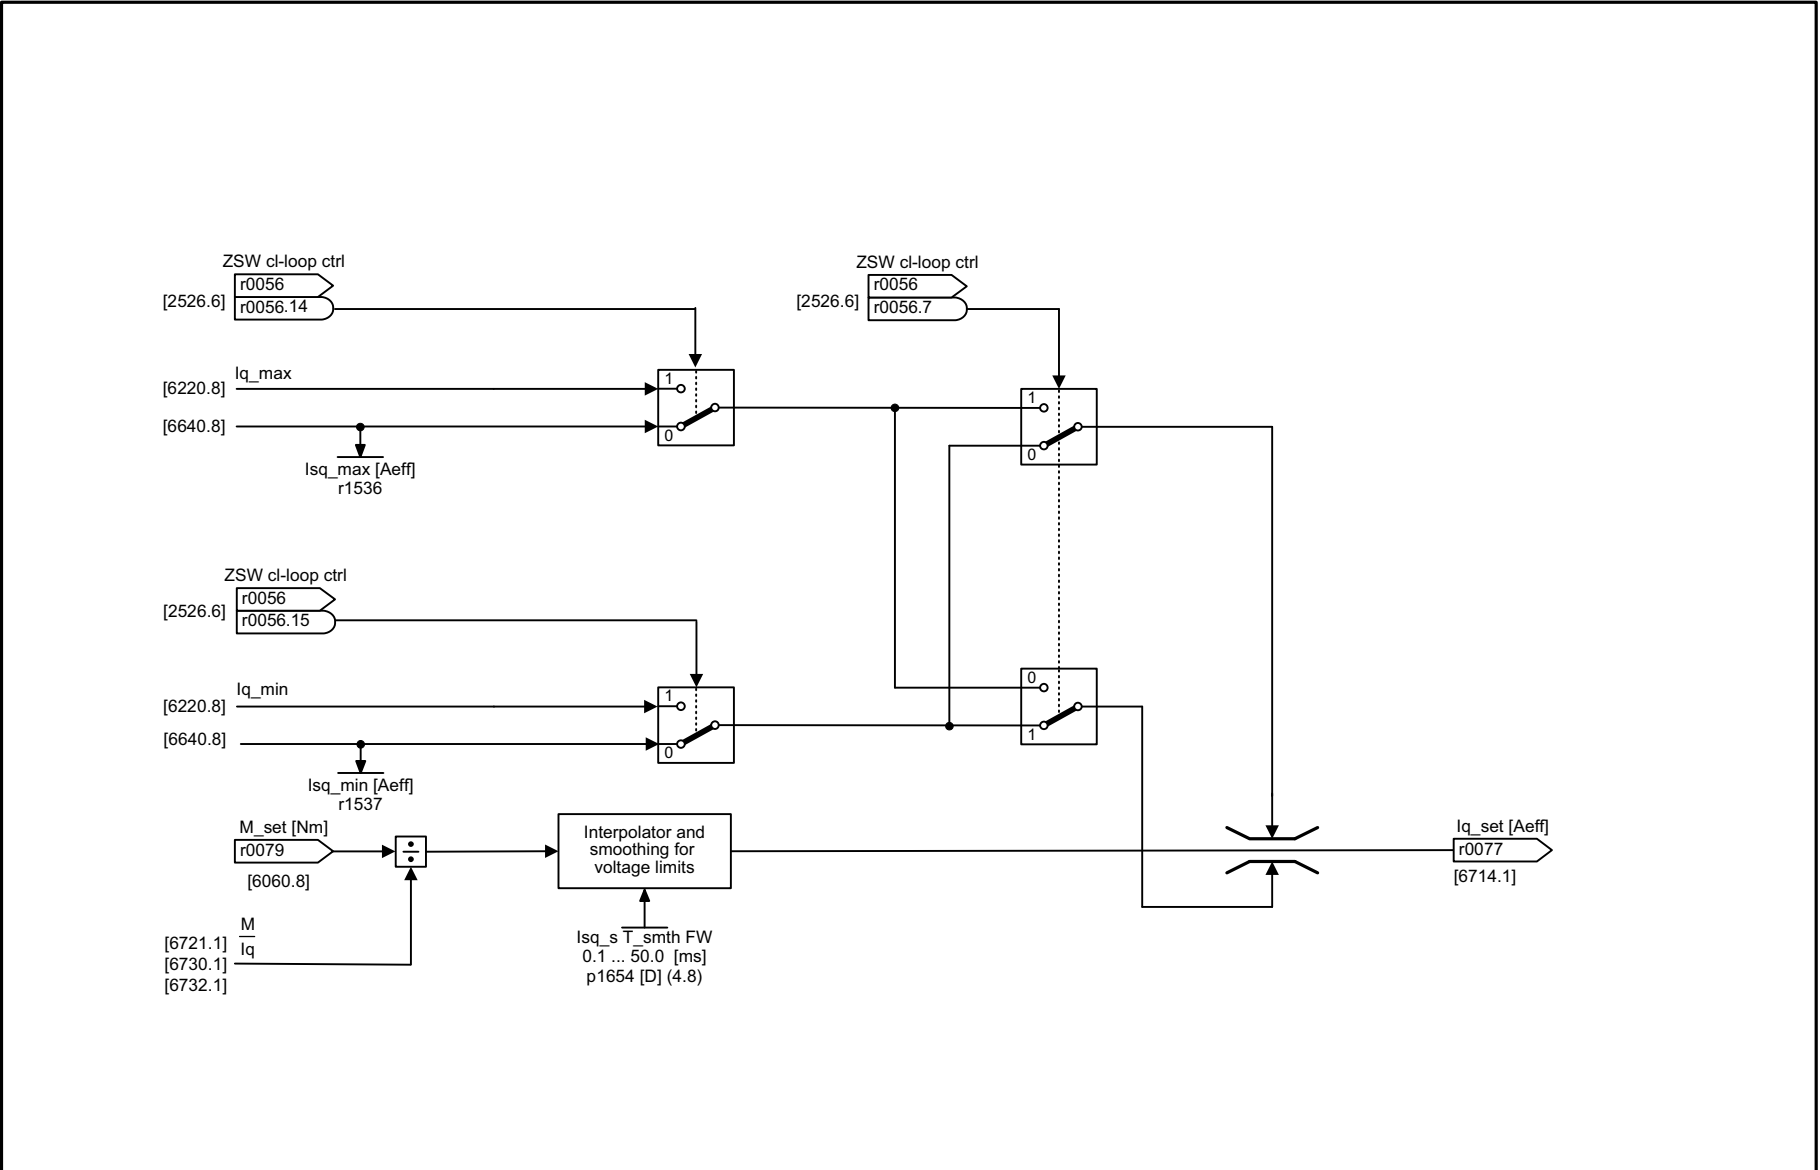 ZSW cl-loop ctrl
r0056
[2526.6]
r0056.14
ZSW cl-loop ctrl
r0056
[2526.6]
r0056.7
Iq_max
[6220.8]
1
[6640.8]
0
Isq_max [Aeff]
r1536
1
0
ZSW cl-loop ctrl
r0056
[2526.6]
r0056.15
Iq_min
[6220.8]
1
[6640.8]
0
Isq_min [Aeff]
r1537
0
1
M_set [Nm]
r0079
[6060.8]
÷
Interpolator and
smoothing for
voltage limits
Iq_set [Aeff]
r0077
[6714.1]
M
Iq
[6721.1]
[6730.1]
[6732.1]
Isq_s T_smth FW
0.1 ... 50.0 [ms]
p1654 [D] (4.8)